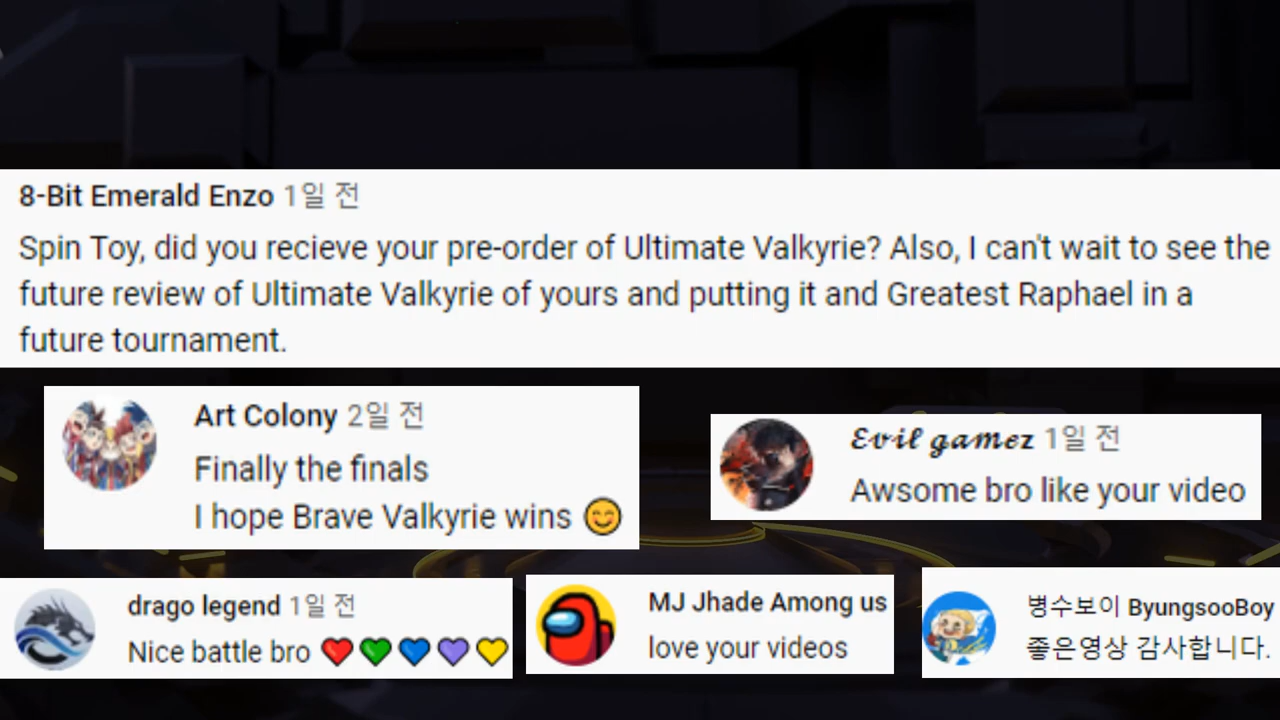 8-Bit Emerald Enzo 1일 전
Spin Toy, did you recieve your pre-order of Ultimate Valkyrie? Also, I can't wait to see the
future review of Ultimate Valkyrie of yours and putting it and Greatest Raphael in a
future tournament.
Art Colony 2일 전
Finally the finals
I hope Brave Valkyrie wins 😊
𝓔𝓿𝓲𝓵 𝓰𝓪𝓶𝓮𝔃 1일 전
Awsome bro like your video
drago legend 1일 전
Nice battle bro ❤️💚💙💜💛
MJ Jhade Among us
love your videos
병수보이 ByungsooBoy
좋은영상 감사합니다.